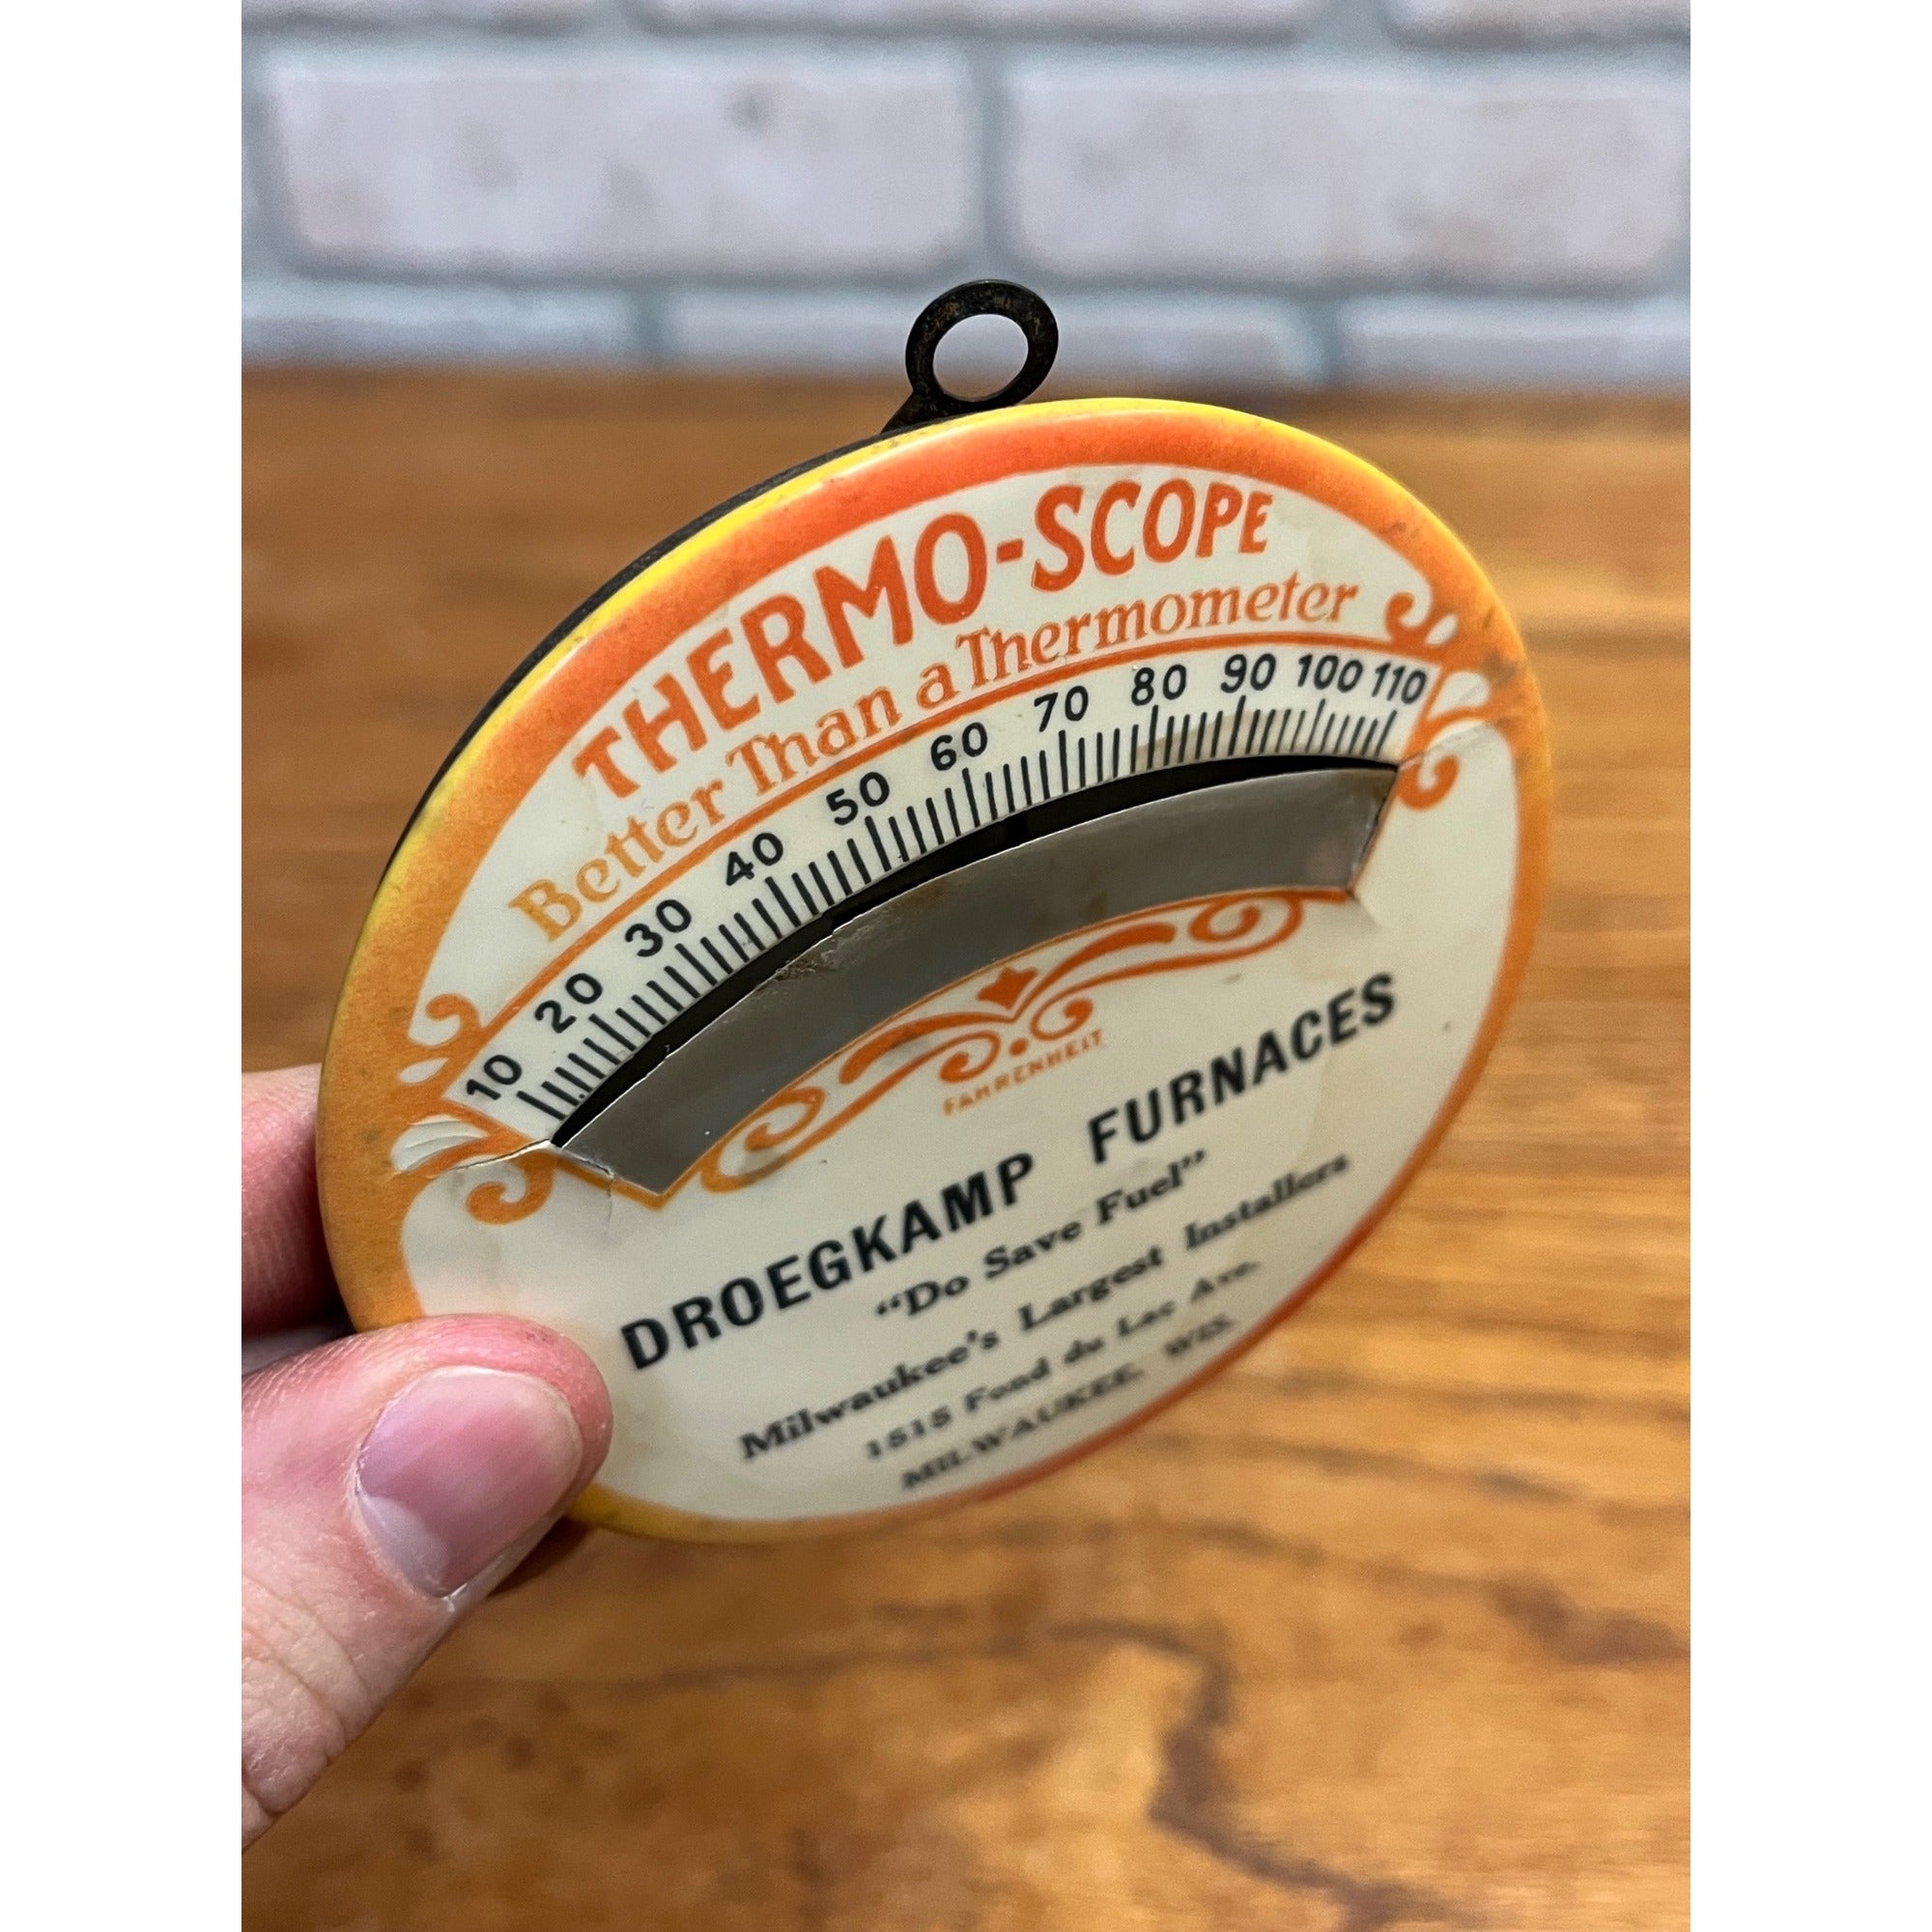 THERMO-SCOPE
Better Than a Thermometer
10 20 30 40 50 60 70 80 90 100 110
FAHRENHEIT
DROEGKAMP FURNACES
“Do Save Fuel”
Milwaukee's Largest Installers
1515 Fond du Lac Ave.
MILWAUKEE, WIS.